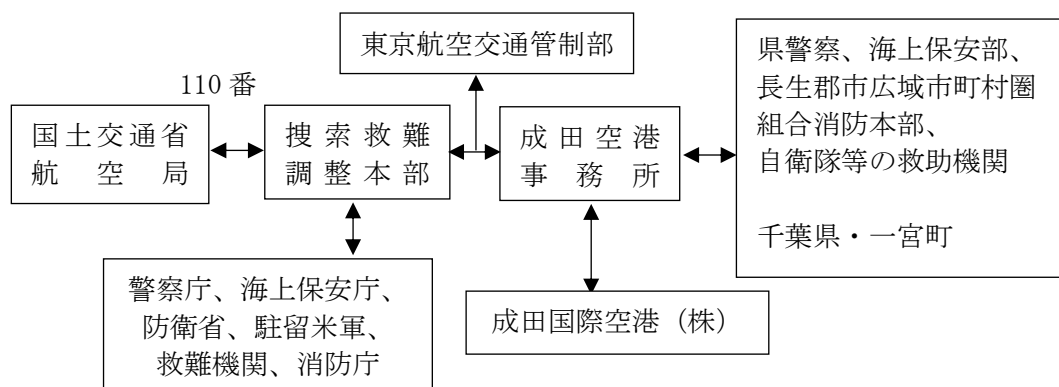 東京航空交通管制部
110 番
国土交通省
航空局
捜索救難
調整本部
成田空港
事務所
県警察、海上保安部、
長生郡市広域市町村圏
組合消防本部、
自衛隊等の救助機関
千葉県・一宮町
警察庁、海上保安庁、
防衛省、駐留米軍、
救難機関、消防庁
成田国際空港（株）